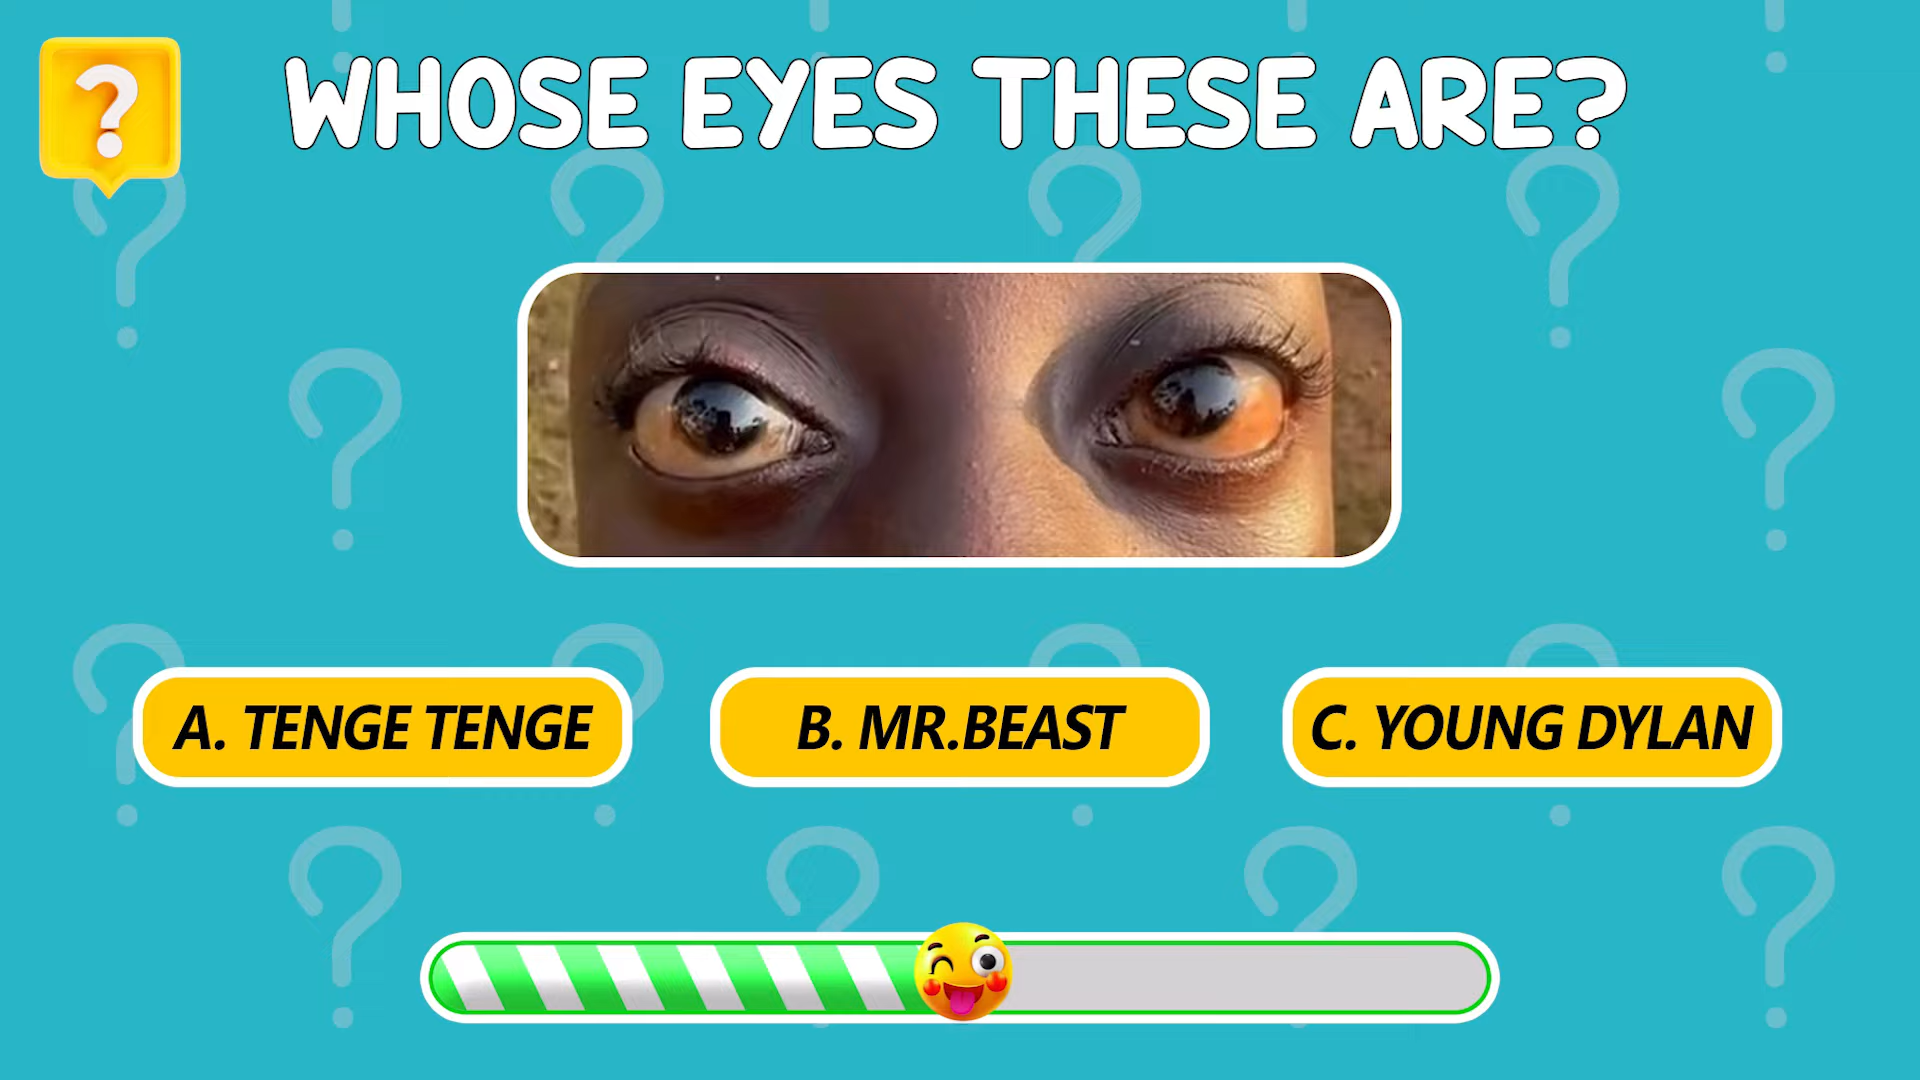 ?
WHOSE EYES THESE ARE?
A. TENGE TENGE
B. MR.BEAST
C. YOUNG DYLAN